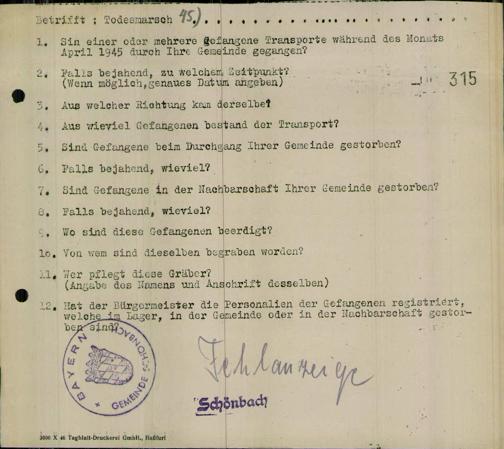 Betrifft : Todesmarsch 45.) . . . . . . . . . . . . . . . . . . .
1. Sin einer oder mehrere Gefangene Transporte während des Monats
April 1945 durch Ihre Gemeinde gegangen?
2. Falls bejahend, zu welchem Zeitpunkt?
(Wenn möglich,genaues Datum angeben)
315
3. Aus welcher Richtung kam derselbe?
4. Aus wieviel Gefangenen bestand der Transport?
5. Sind Gefangene beim Durchgang Ihrer Gemeinde gestorben?
6. Falls bejahend, wieviel?
7. Sind Gefangene in der Nachbarschaft Ihrer Gemeinde gestorben?
8. Falls bejahend, wieviel?
9. Wo sind diese Gefangenen beerdigt?
10. Von wem sind dieselben begraben worden?
11. Wer pflegt diese Gräber?
(Angabe des Namens und Anschrift desselben)
12. Hat der Bürgermeister die Personalien der Gefangenen registriert,
welche im Lager, in der Gemeinde oder in der Nachbarschaft gestor-
ben sind?
BAYERN * GEMEINDE SCHÖNBACH
Fehlanzeige
Schönbach
3000 X 46 Tagblatt-Druckerei GmbH., Haßfurt